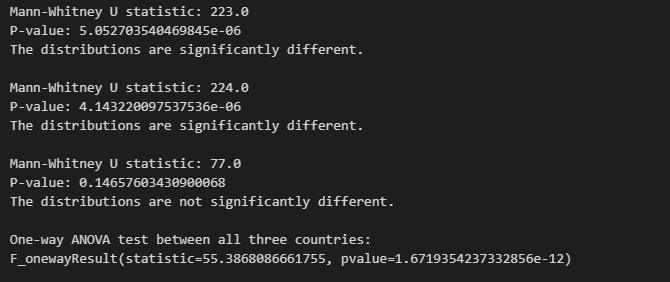 Mann-Whitney U statistic: 223.0
P-value: 5.052703540469845e-06
The distributions are significantly different.
Mann-Whitney U statistic: 224.0
P-value: 4.143220097537536e-06
The distributions are significantly different.
Mann-Whitney U statistic: 77.0
P-value: 0.14657603430900068
The distributions are not significantly different.
One-way ANOVA test between all three countries:
F_onewayResult(statistic=55.3868086661755, pvalue=1.6719354237332856e-12)